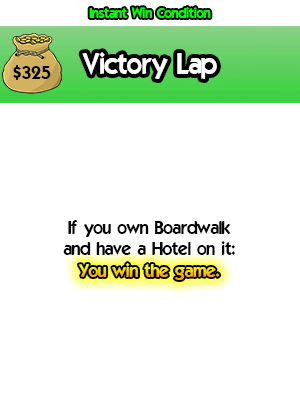 Instant Win Condition
$325
Victory Lap
If you own Boardwalk
and have a Hotel on it:
You win the game.